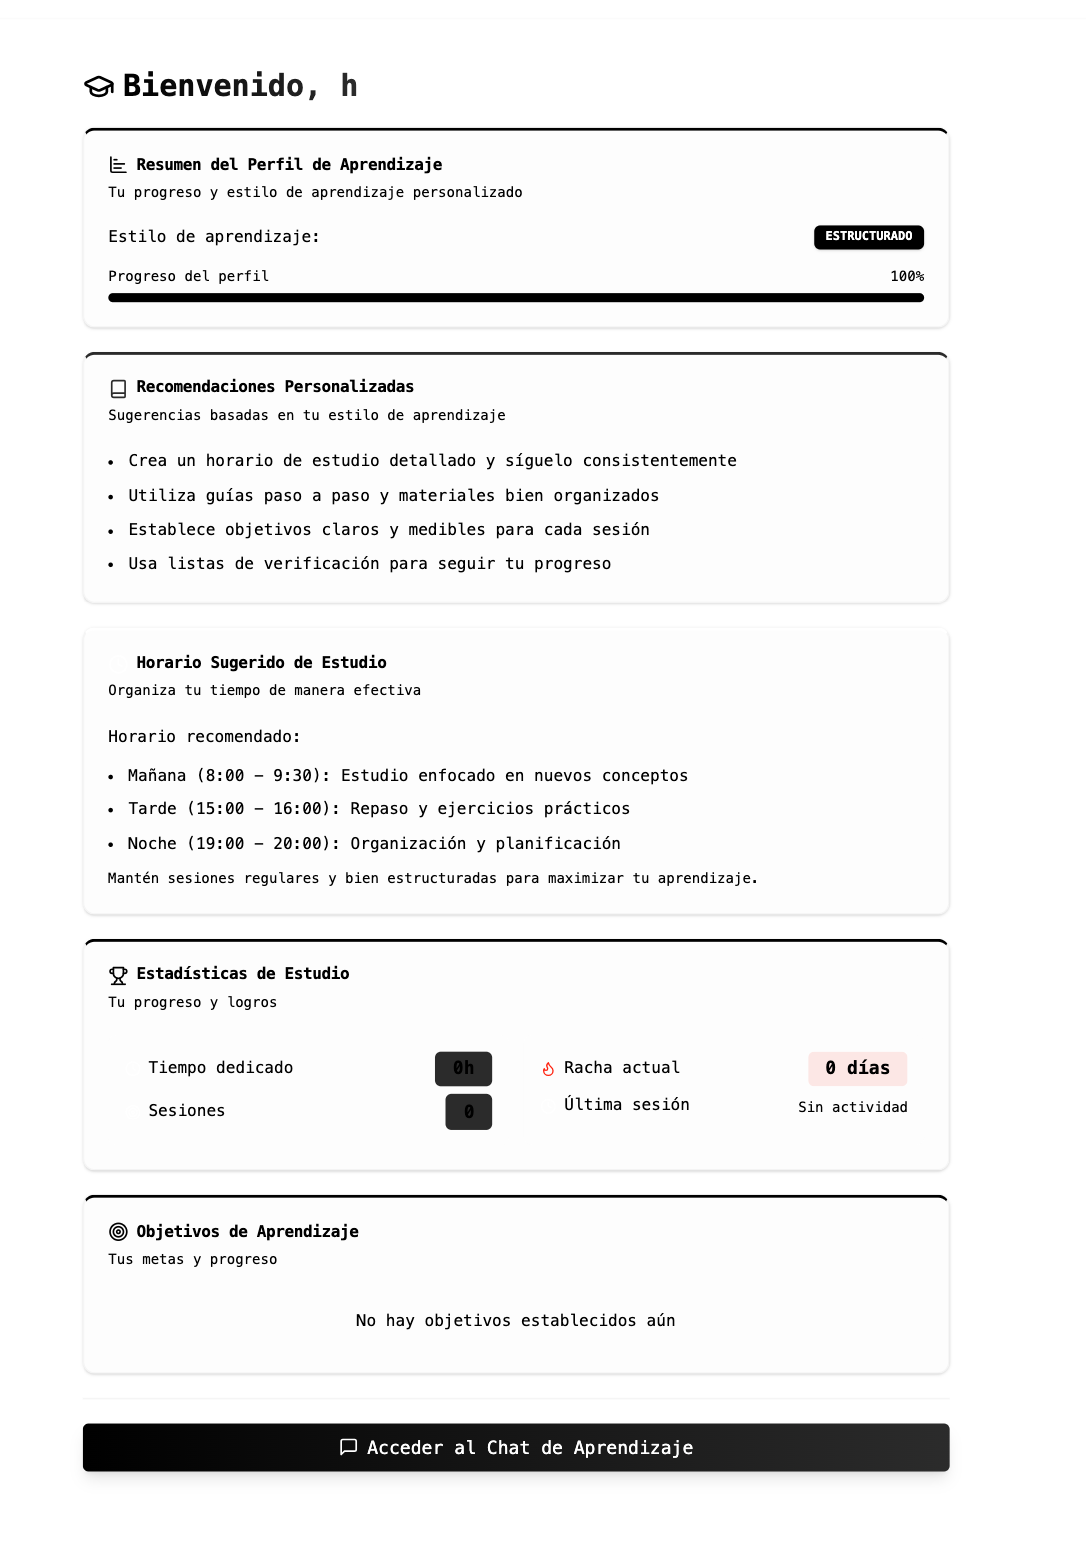 Bienvenido, h
Resumen del Perfil de Aprendizaje
Tu progreso y estilo de aprendizaje personalizado
Estilo de aprendizaje: ESTRUCTURADO
Progreso del perfil 100%
Recomendaciones Personalizadas
Sugerencias basadas en tu estilo de aprendizaje
• Crea un horario de estudio detallado y síguelo consistentemente
• Utiliza guías paso a paso y materiales bien organizados
• Establece objetivos claros y medibles para cada sesión
• Usa listas de verificación para seguir tu progreso
Horario Sugerido de Estudio
Organiza tu tiempo de manera efectiva
Horario recomendado:
• Mañana (8:00 – 9:30): Estudio enfocado en nuevos conceptos
• Tarde (15:00 – 16:00): Repaso y ejercicios prácticos
• Noche (19:00 – 20:00): Organización y planificación
Mantén sesiones regulares y bien estructuradas para maximizar tu aprendizaje.
Estadísticas de Estudio
Tu progreso y logros
Tiempo dedicado 0h
Sesiones 0
Racha actual 0 días
Última sesión Sin actividad
Objetivos de Aprendizaje
Tus metas y progreso
No hay objetivos establecidos aún
Acceder al Chat de Aprendizaje